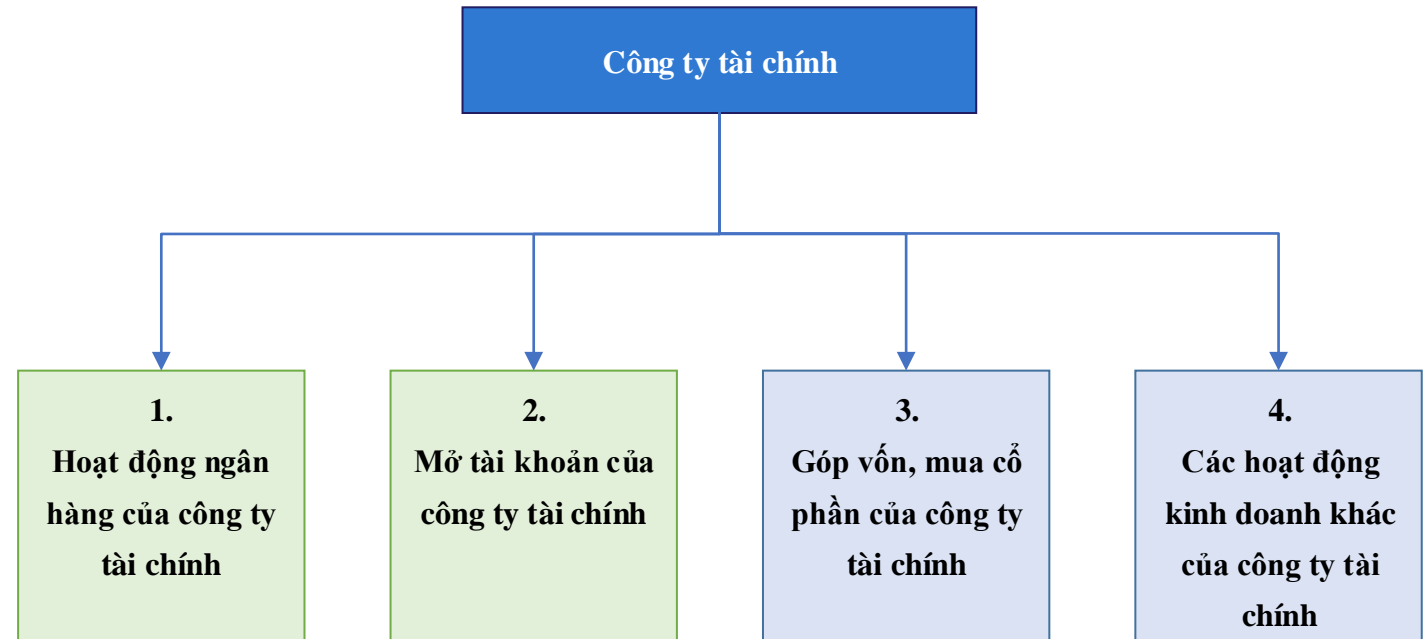 Công ty tài chính
1.
Hoạt động ngân
hàng của công ty
tài chính
2.
Mở tài khoản của
công ty tài chính
3.
Góp vốn, mua cổ
phần của công ty
tài chính
4.
Các hoạt động
kinh doanh khác
của công ty tài
chính